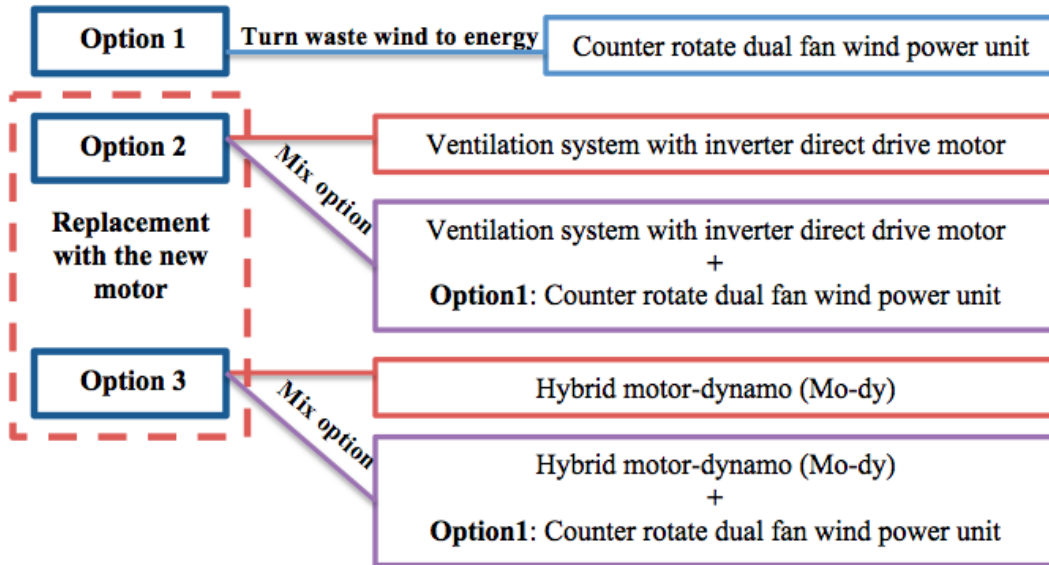 Option 1
Turn waste wind to energy
Counter rotate dual fan wind power unit
Option 2
Mix option
Ventilation system with inverter direct drive motor
Replacement
with the new
motor
Ventilation system with inverter direct drive motor
+
Option1: Counter rotate dual fan wind power unit
Option 3
Mix option
Hybrid motor-dynamo (Mo-dy)
Hybrid motor-dynamo (Mo-dy)
+
Option1: Counter rotate dual fan wind power unit